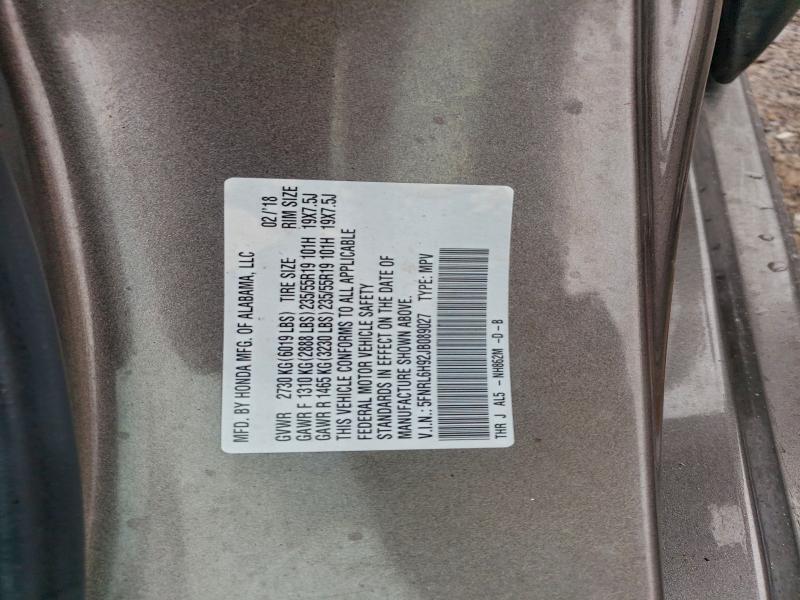 MFD. BY HONDA MFG. OF ALABAMA, LLC 02/'18
GVWR 2730 KG (6019 LBS) TIRE SIZE RIM SIZE
GAWR F 1310 KG (2888 LBS) 235/55R19 101H 19X7.5J
GAWR R 1465 KG (3230 LBS) 235/55R19 101H 19X7.5J
THIS VEHICLE CONFORMS TO ALL APPLICABLE
FEDERAL MOTOR VEHICLE SAFETY
STANDARDS IN EFFECT ON THE DATE OF
MANUFACTURE SHOWN ABOVE.
V.I.N.: 5FNRL6H92JB089027 TYPE: MPV
THR J AL5 -NH862M -D -B